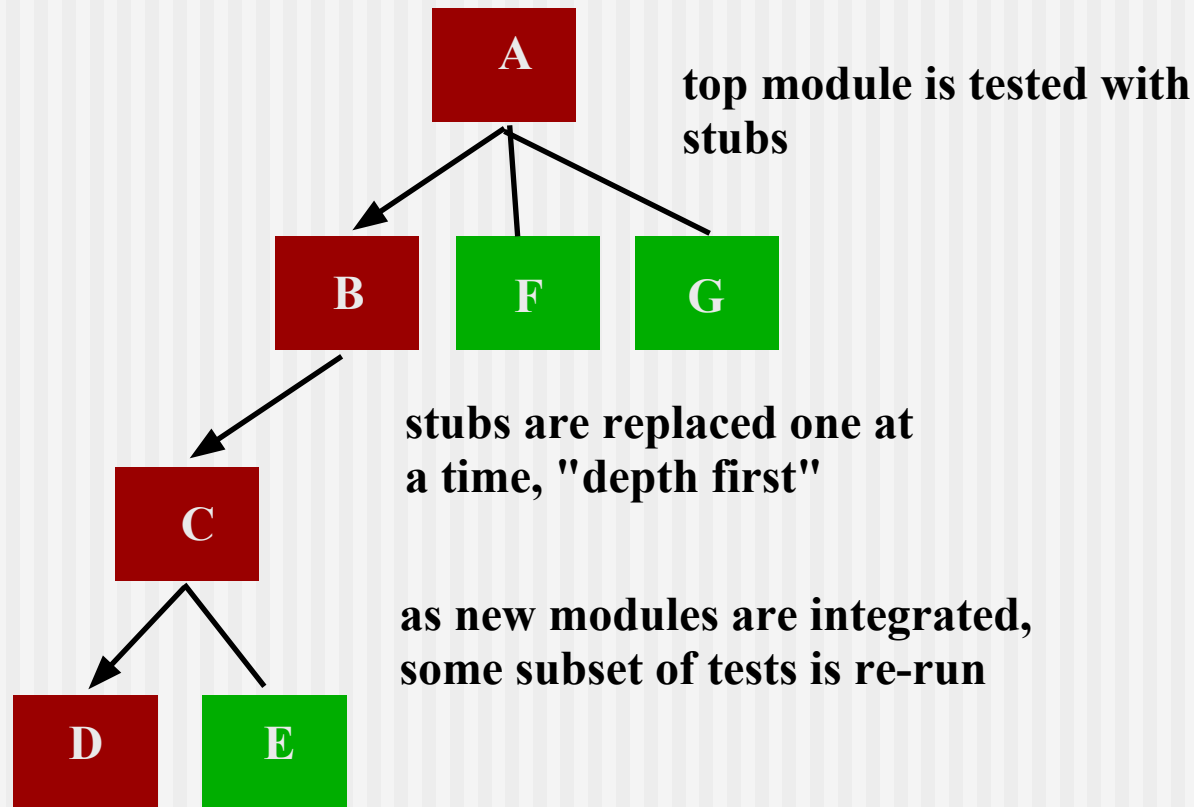 A
top module is tested with
stubs
B
F
G
stubs are replaced one at
a time, "depth first"
C
as new modules are integrated,
some subset of tests is re-run
D
E